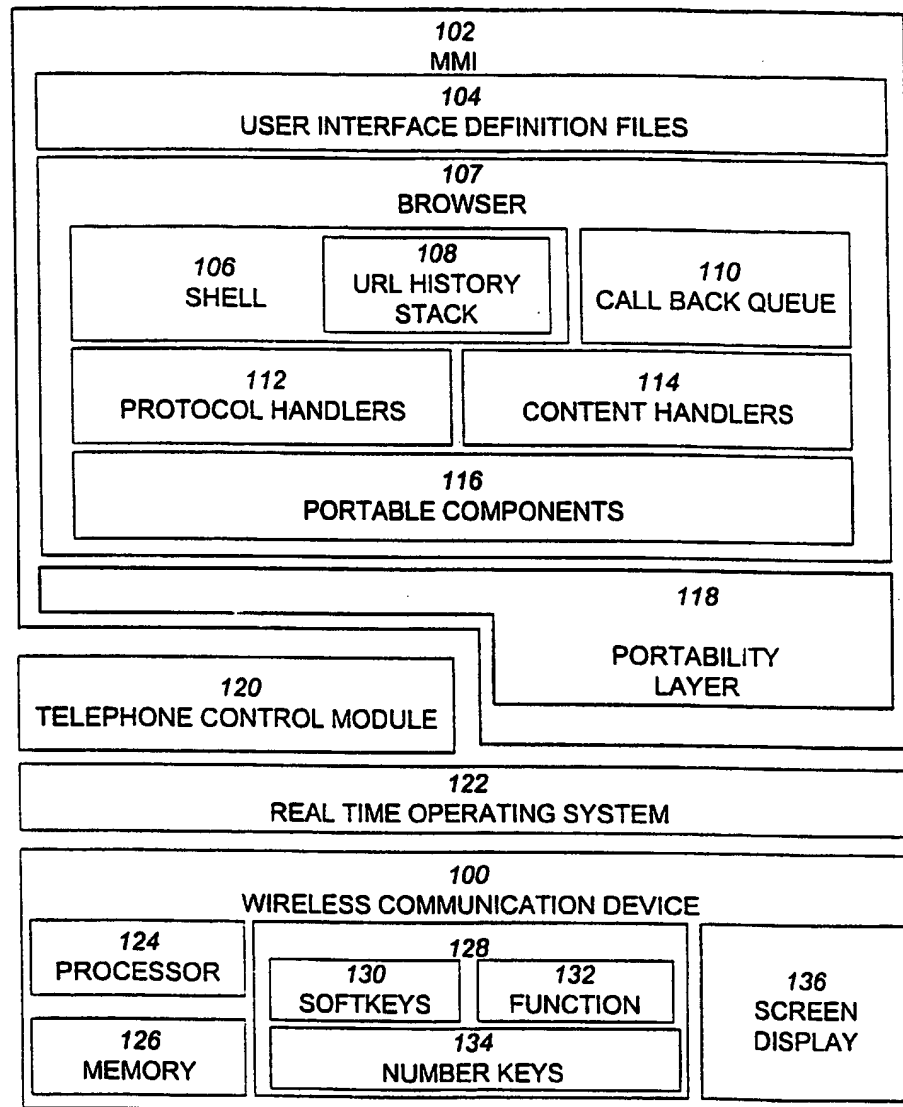 102
MMI
104
USER INTERFACE DEFINITION FILES
107
BROWSER
106
SHELL
108
URL HISTORY
STACK
110
CALL BACK QUEUE
112
PROTOCOL HANDLERS
114
CONTENT HANDLERS
116
PORTABLE COMPONENTS
118
PORTABILITY
LAYER
120
TELEPHONE CONTROL MODULE
122
REAL TIME OPERATING SYSTEM
100
WIRELESS COMMUNICATION DEVICE
124
PROCESSOR
126
MEMORY
128
130
SOFTKEYS
132
FUNCTION
134
NUMBER KEYS
136
SCREEN
DISPLAY